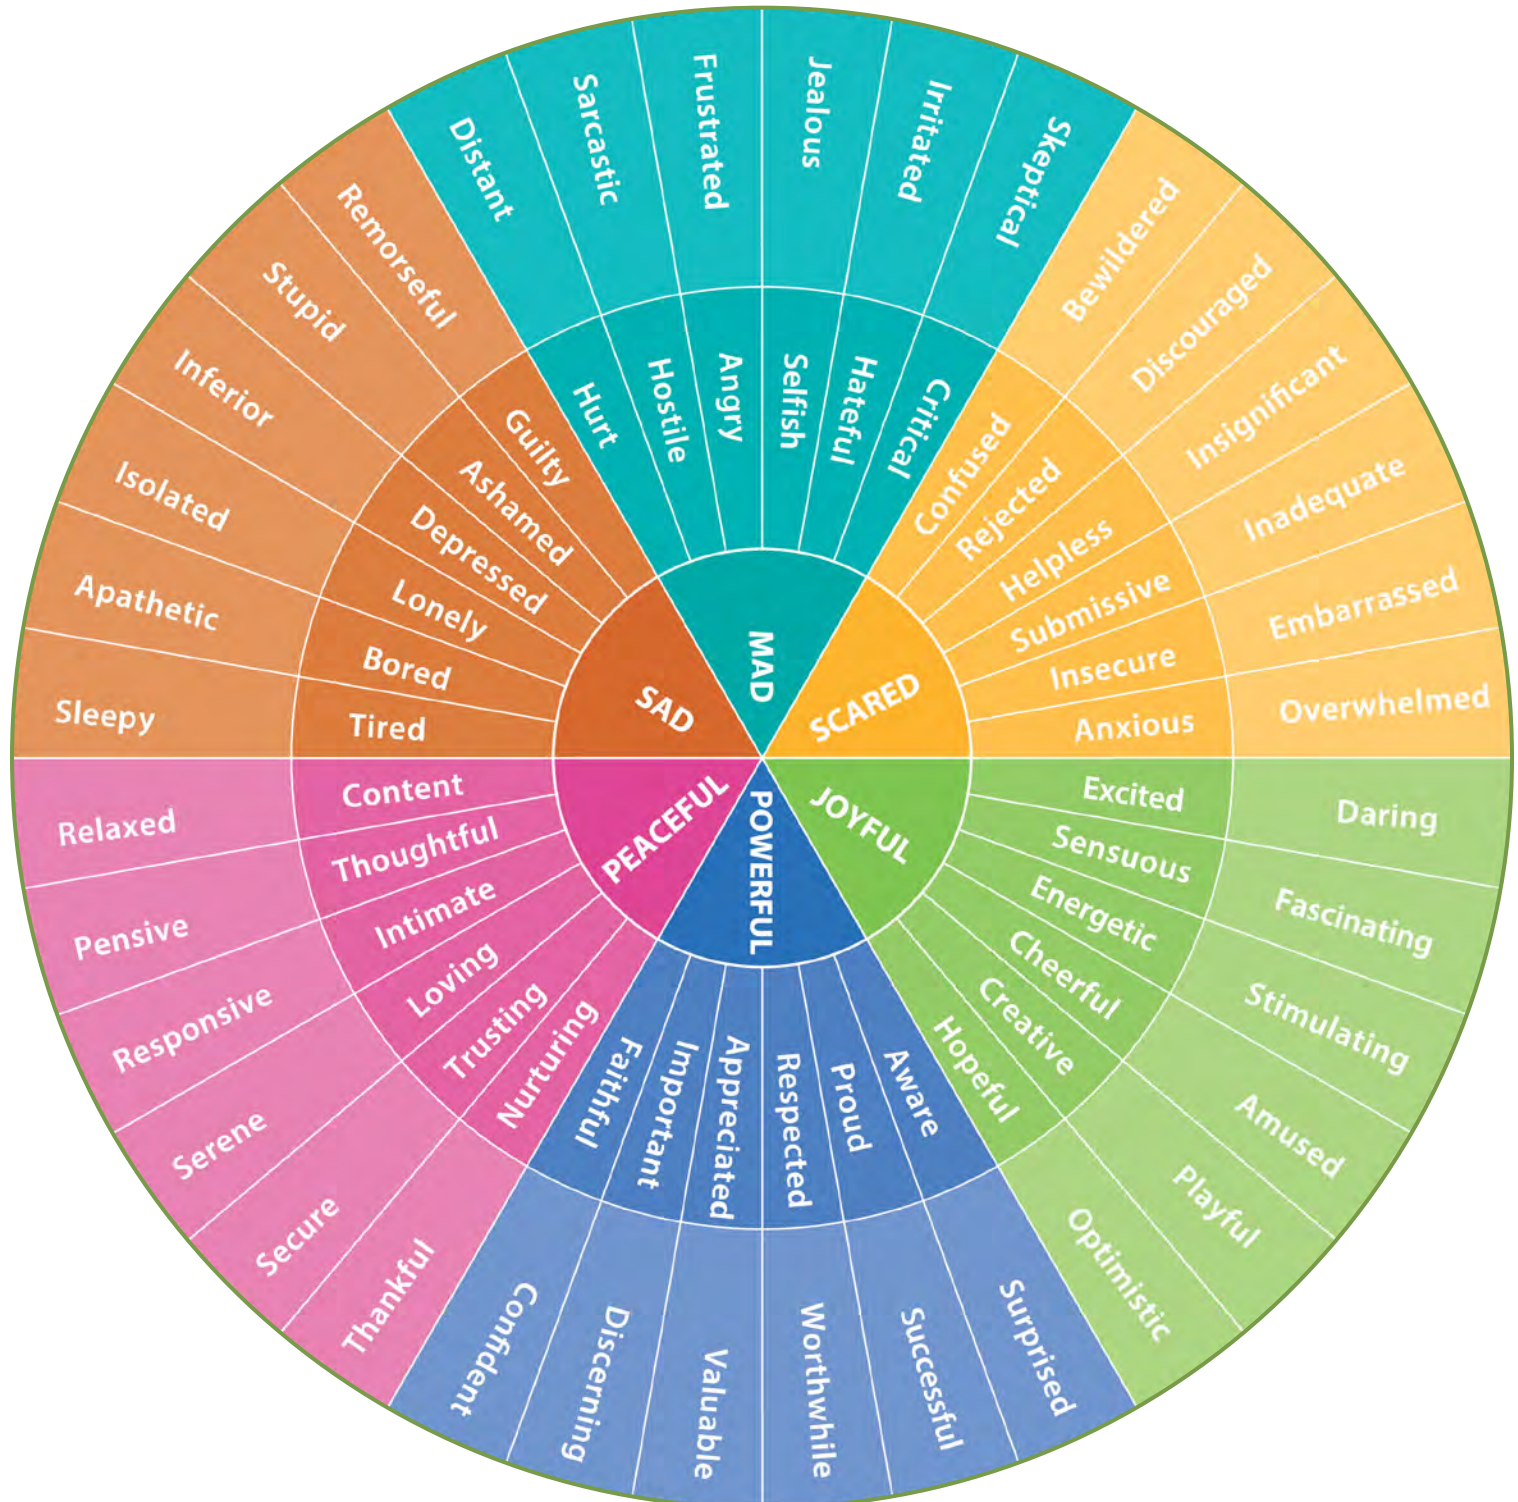 MAD
SCARED
JOYFUL
POWERFUL
PEACEFUL
SAD
Hurt
Hostile
Angry
Selfish
Hateful
Critical
Confused
Rejected
Helpless
Submissive
Insecure
Anxious
Excited
Sensuous
Energetic
Cheerful
Creative
Hopeful
Aware
Proud
Respected
Appreciated
Important
Faithful
Nurturing
Trusting
Loving
Intimate
Thoughtful
Content
Tired
Bored
Lonely
Depressed
Ashamed
Guilty
Distant
Sarcastic
Frustrated
Jealous
Irritated
Skeptical
Bewildered
Discouraged
Insignificant
Inadequate
Embarrassed
Overwhelmed
Daring
Fascinating
Stimulating
Amused
Playful
Optimistic
Surprised
Successful
Worthwhile
Valuable
Discerning
Confident
Thankful
Secure
Serene
Responsive
Pensive
Relaxed
Sleepy
Apathetic
Isolated
Inferior
Stupid
Remorseful